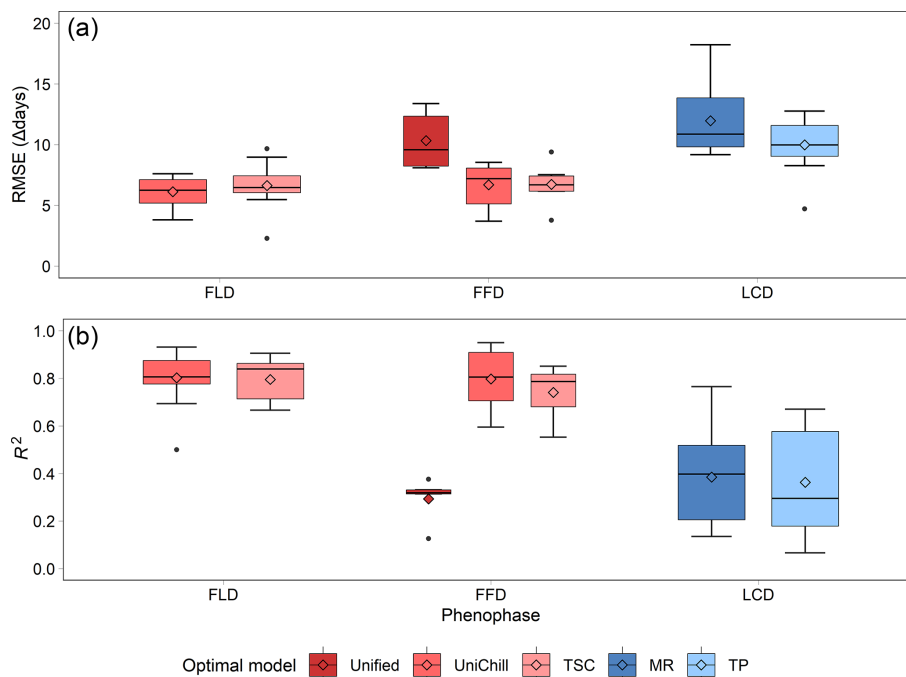 (a)
RMSE (Δdays)
20
15
10
5
0
FLD FFD LCD
(b)
R²
1.0
0.8
0.6
0.4
0.2
0.0
FLD FFD LCD
Phenophase
Optimal model Unified UniChill TSC MR TP